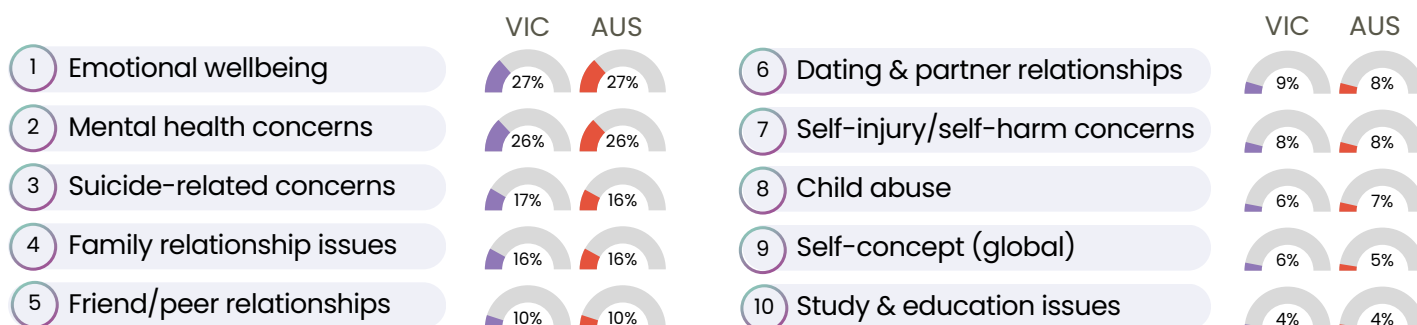 VIC AUS
1 Emotional wellbeing 27% 27%
2 Mental health concerns 26% 26%
3 Suicide-related concerns 17% 16%
4 Family relationship issues 16% 16%
5 Friend/peer relationships 10% 10%
VIC AUS
6 Dating & partner relationships 9% 8%
7 Self-injury/self-harm concerns 8% 8%
8 Child abuse 6% 7%
9 Self-concept (global) 6% 5%
10 Study & education issues 4% 4%